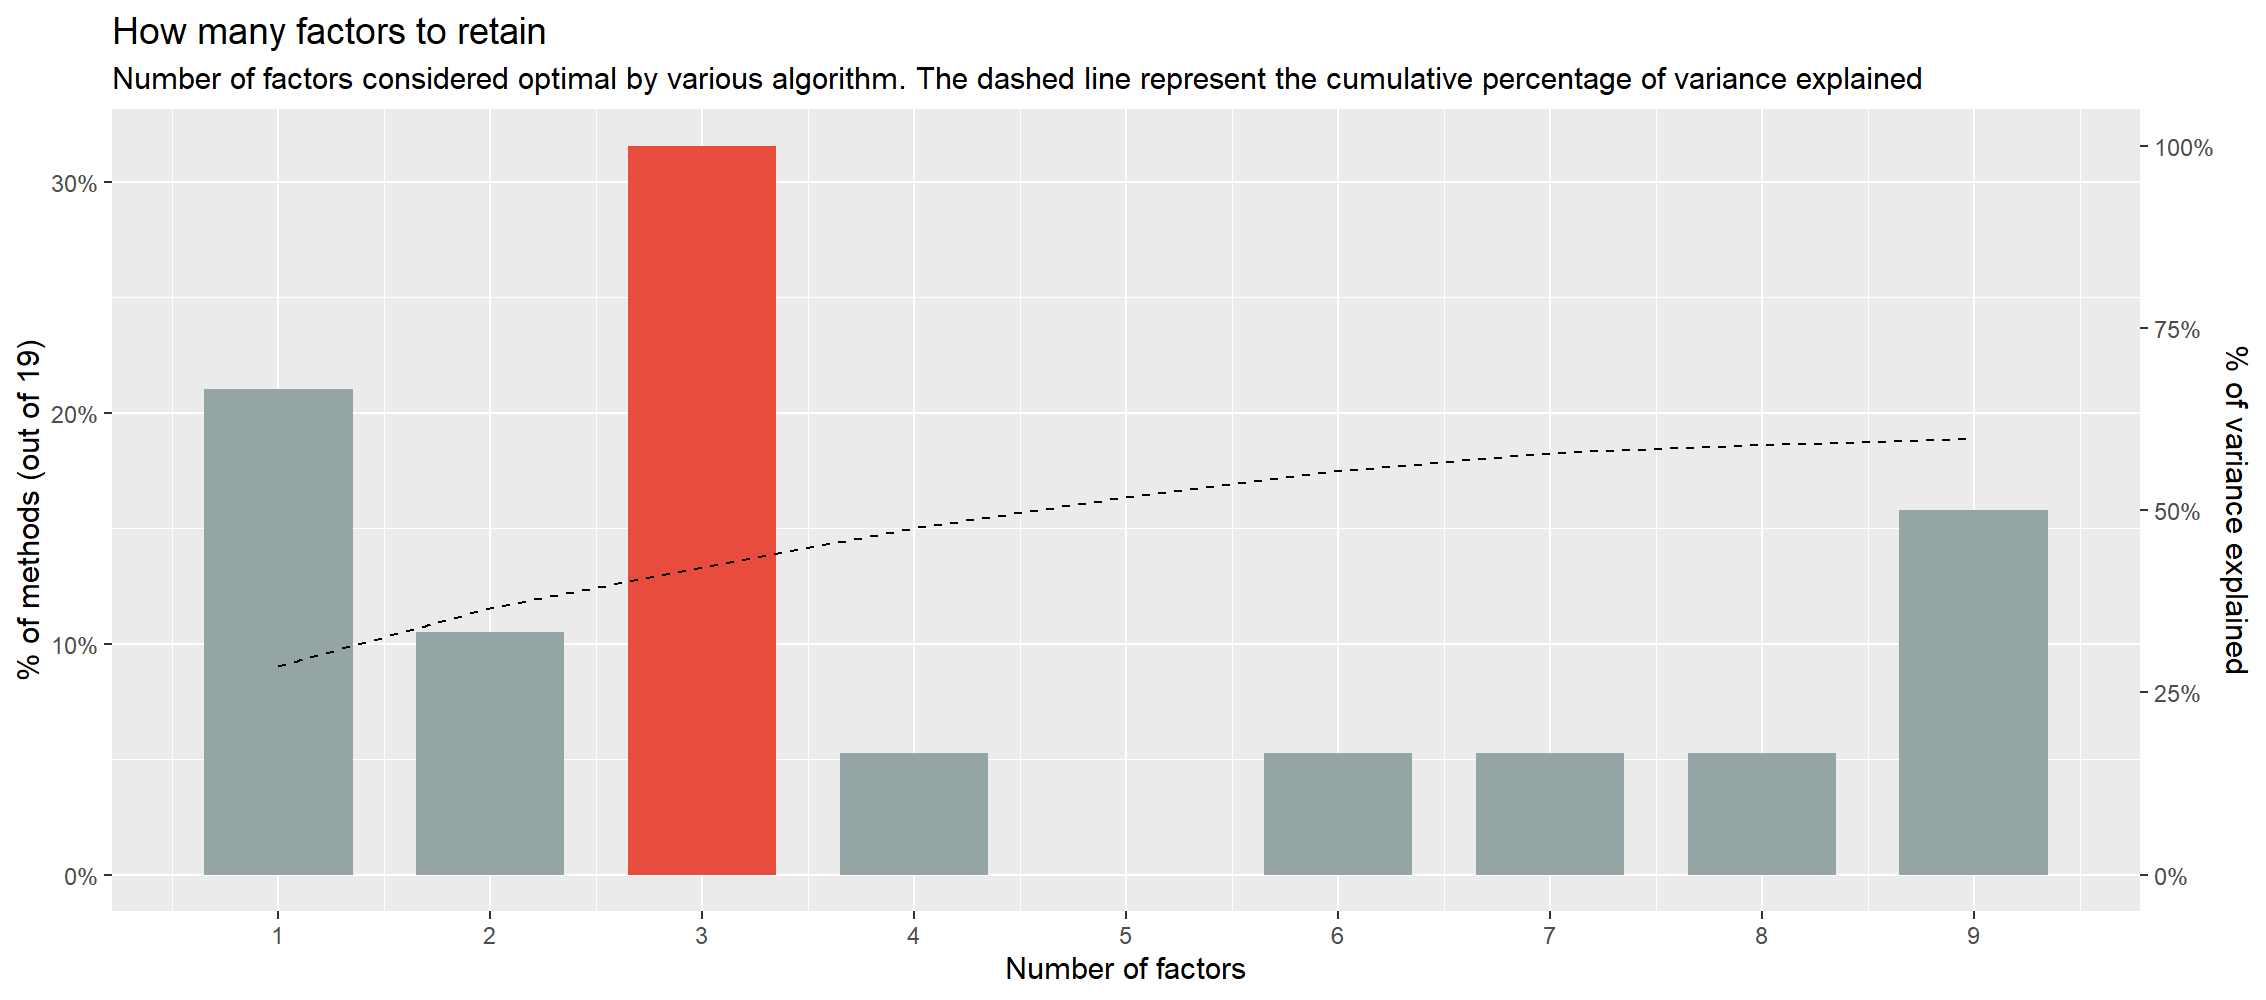 How many factors to retain
Number of factors considered optimal by various algorithm. The dashed line represent the cumulative percentage of variance explained
% of methods (out of 19)
30%
20%
10%
0%
100%
75%
50%
25%
0%
% of variance explained
1 2 3 4 5 6 7 8 9
Number of factors